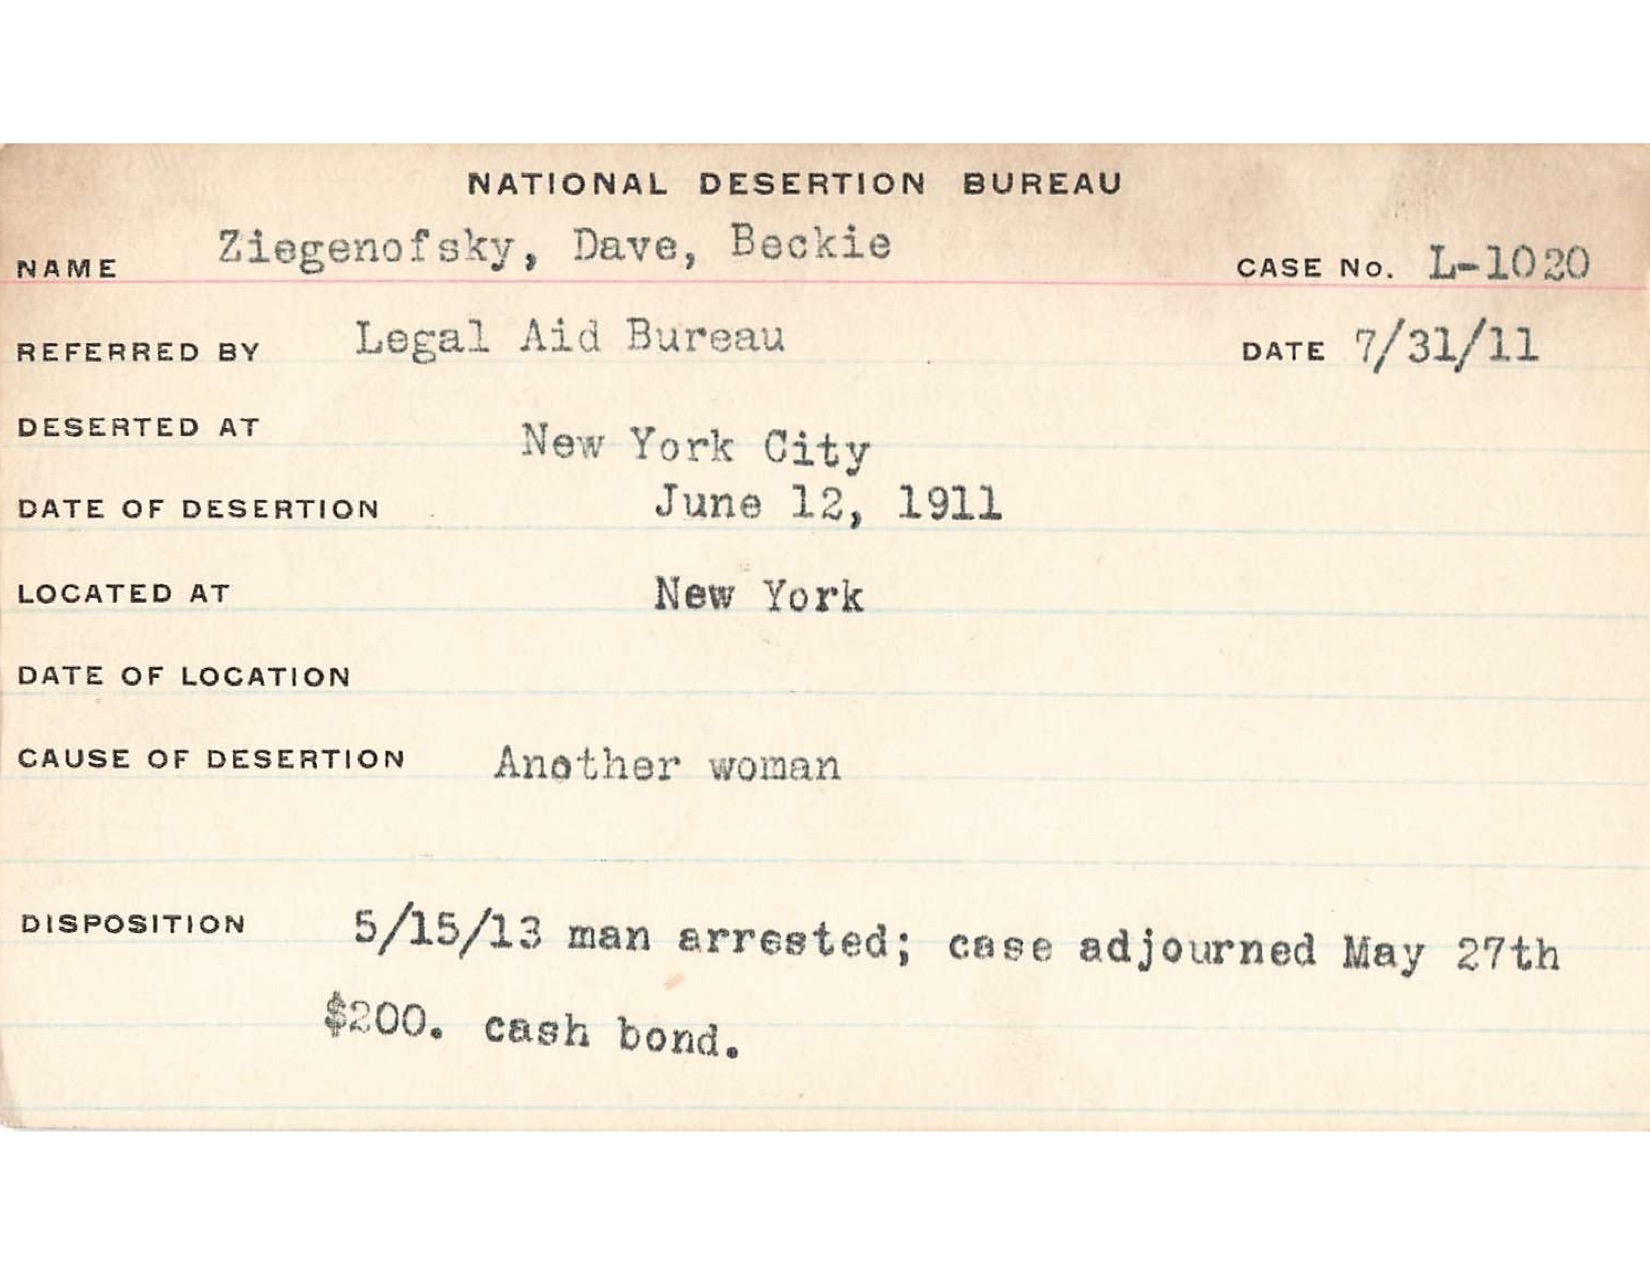 NATIONAL DESERTION BUREAU
NAME Ziegenofsky, Dave, Beckie CASE No. L-1020
REFERRED BY Legal Aid Bureau DATE 7/31/11
DESERTED AT New York City
DATE OF DESERTION June 12, 1911
LOCATED AT New York
DATE OF LOCATION
CAUSE OF DESERTION Another woman
DISPOSITION 5/15/13 man arrested; case adjourned May 27th
$200. cash bond.